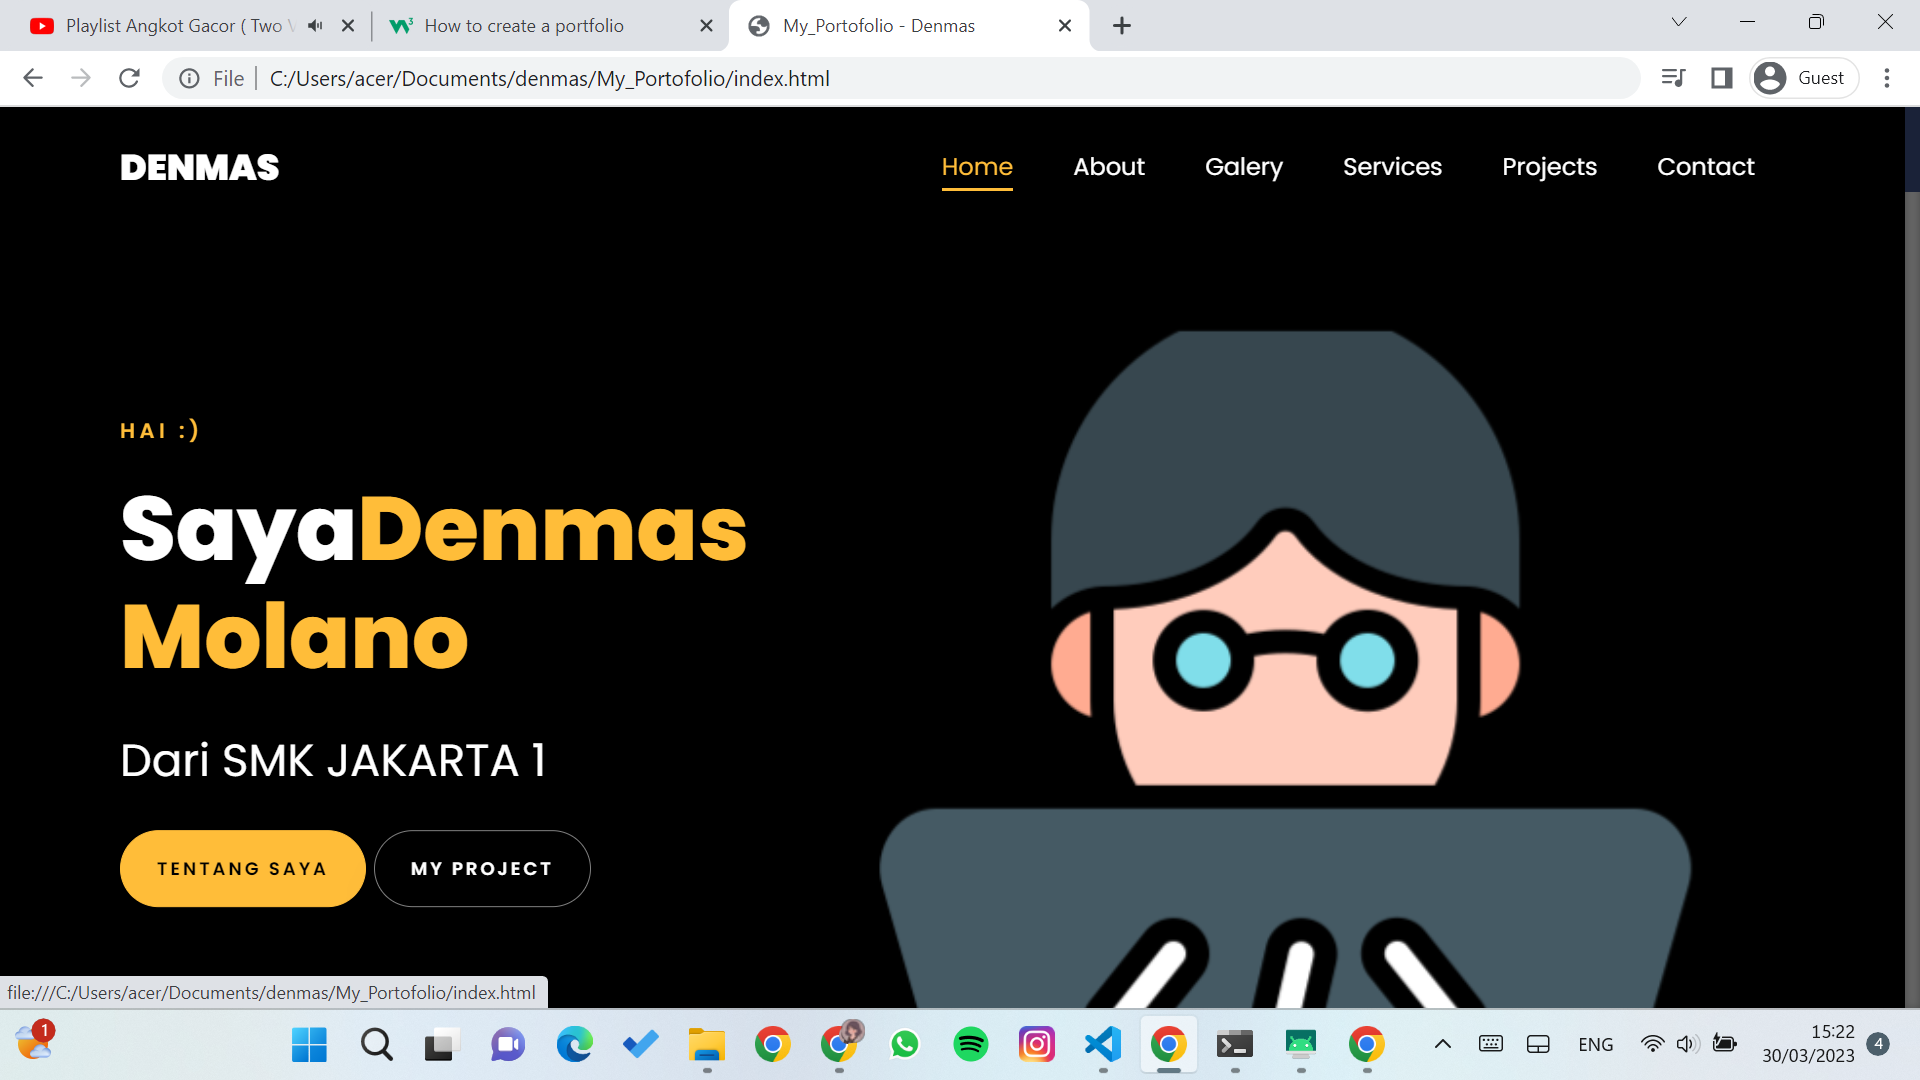 Playlist Angkot Gacor ( Two
How to create a portfolio
My_Portofolio - Denmas
File
C:/Users/acer/Documents/denmas/My_Portofolio/index.html
Guest
DENMAS
Home
About
Galery
Services
Projects
Contact
HAI :)
SayaDenmas
Molano
Dari SMK JAKARTA 1
TENTANG SAYA
MY PROJECT
</>
file:///C:/Users/acer/Documents/denmas/My_Portofolio/index.html
1
ENG
15:22
30/03/2023
4